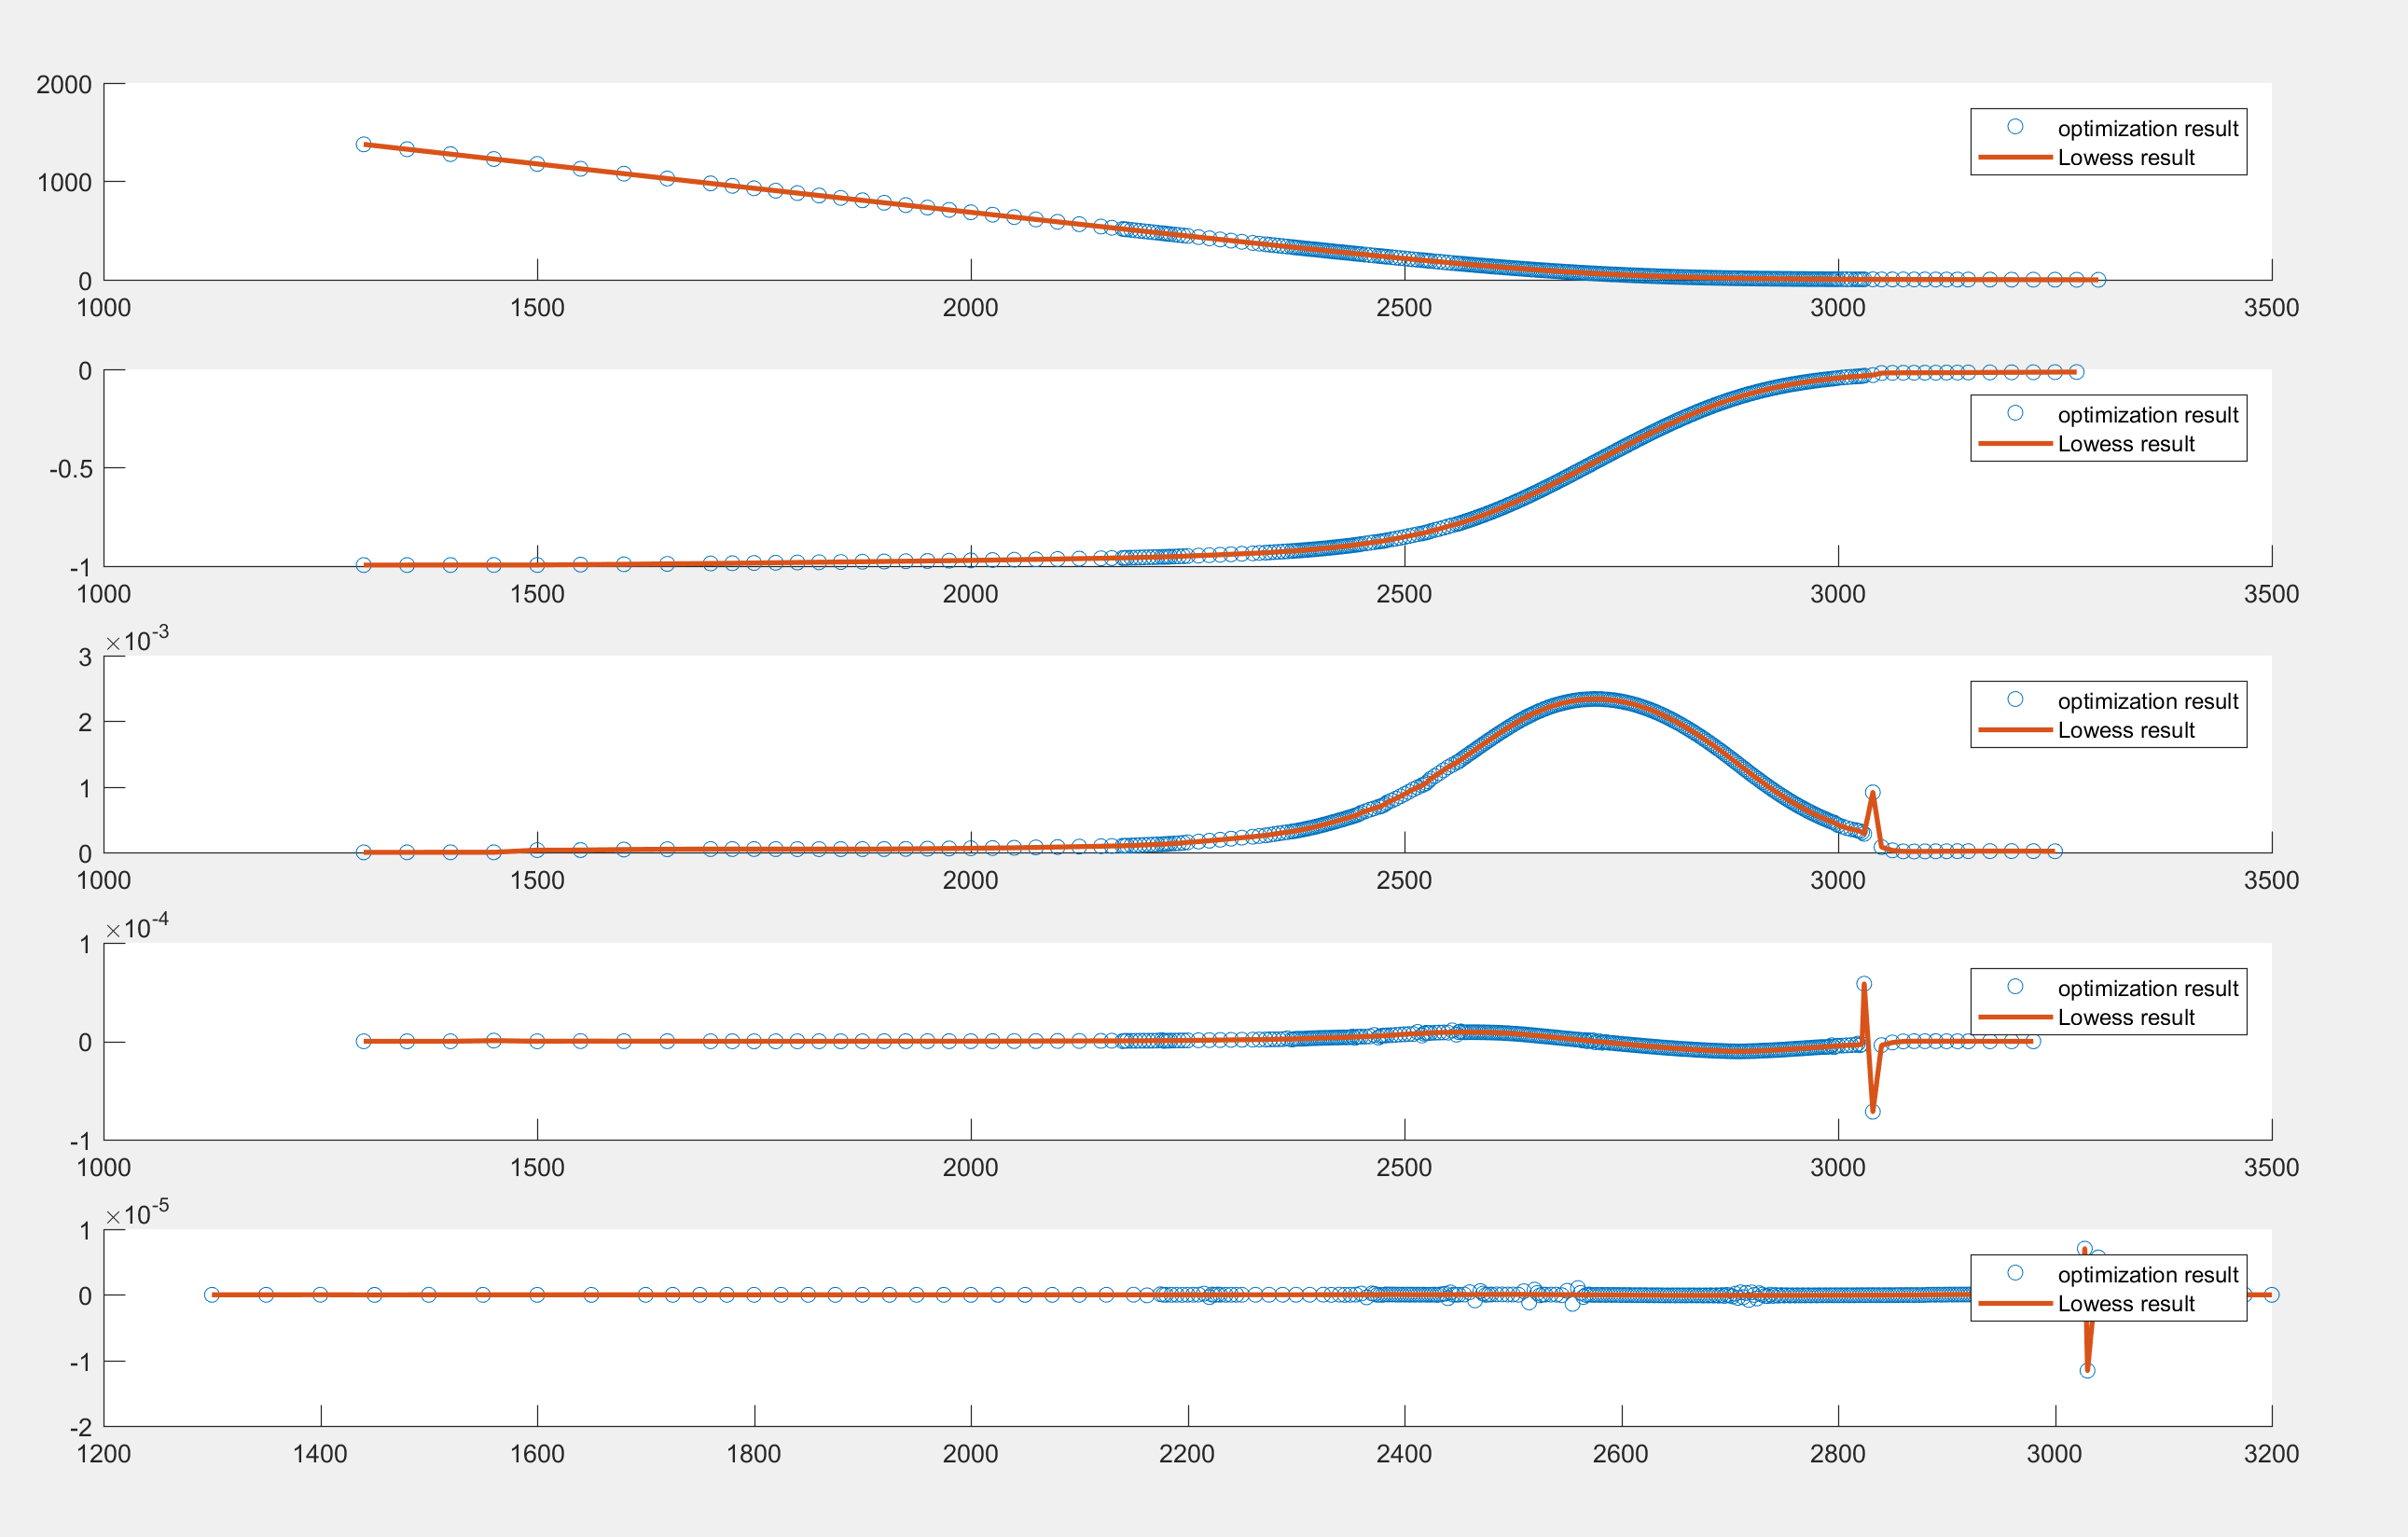 2000
1000
0
1000 1500 2000 2500 3000 3500
optimization result
Lowess result
0
-0.5
-1
1000 1500 2000 2500 3000 3500
optimization result
Lowess result
×10-3
3
2
1
0
1000 1500 2000 2500 3000 3500
optimization result
Lowess result
×10-4
1
0
-1
1000 1500 2000 2500 3000 3500
optimization result
Lowess result
×10-5
1
0
-1
-2
1200 1400 1600 1800 2000 2200 2400 2600 2800 3000 3200
optimization result
Lowess result